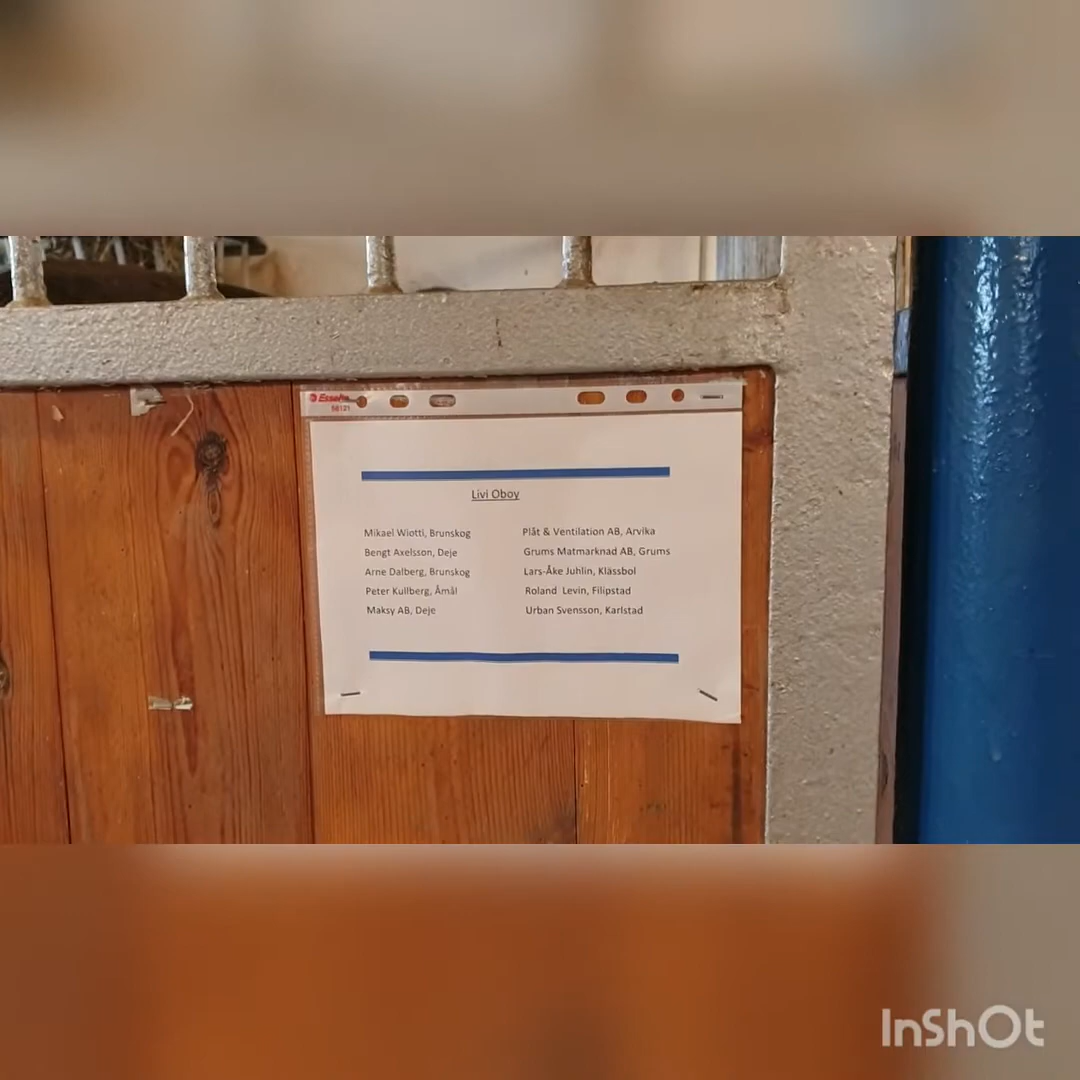 Esselte
56121
Livi Oboy
Mikael Wiotti, Brunskog
Bengt Axelsson, Deje
Arne Dalberg, Brunskog
Peter Kullberg, Åmål
Maksy AB, Deje
Plåt & Ventilation AB, Arvika
Grums Matmarknad AB, Grums
Lars-Åke Juhlin, Klässbol
Roland Levin, Filipstad
Urban Svensson, Karlstad
InShOt